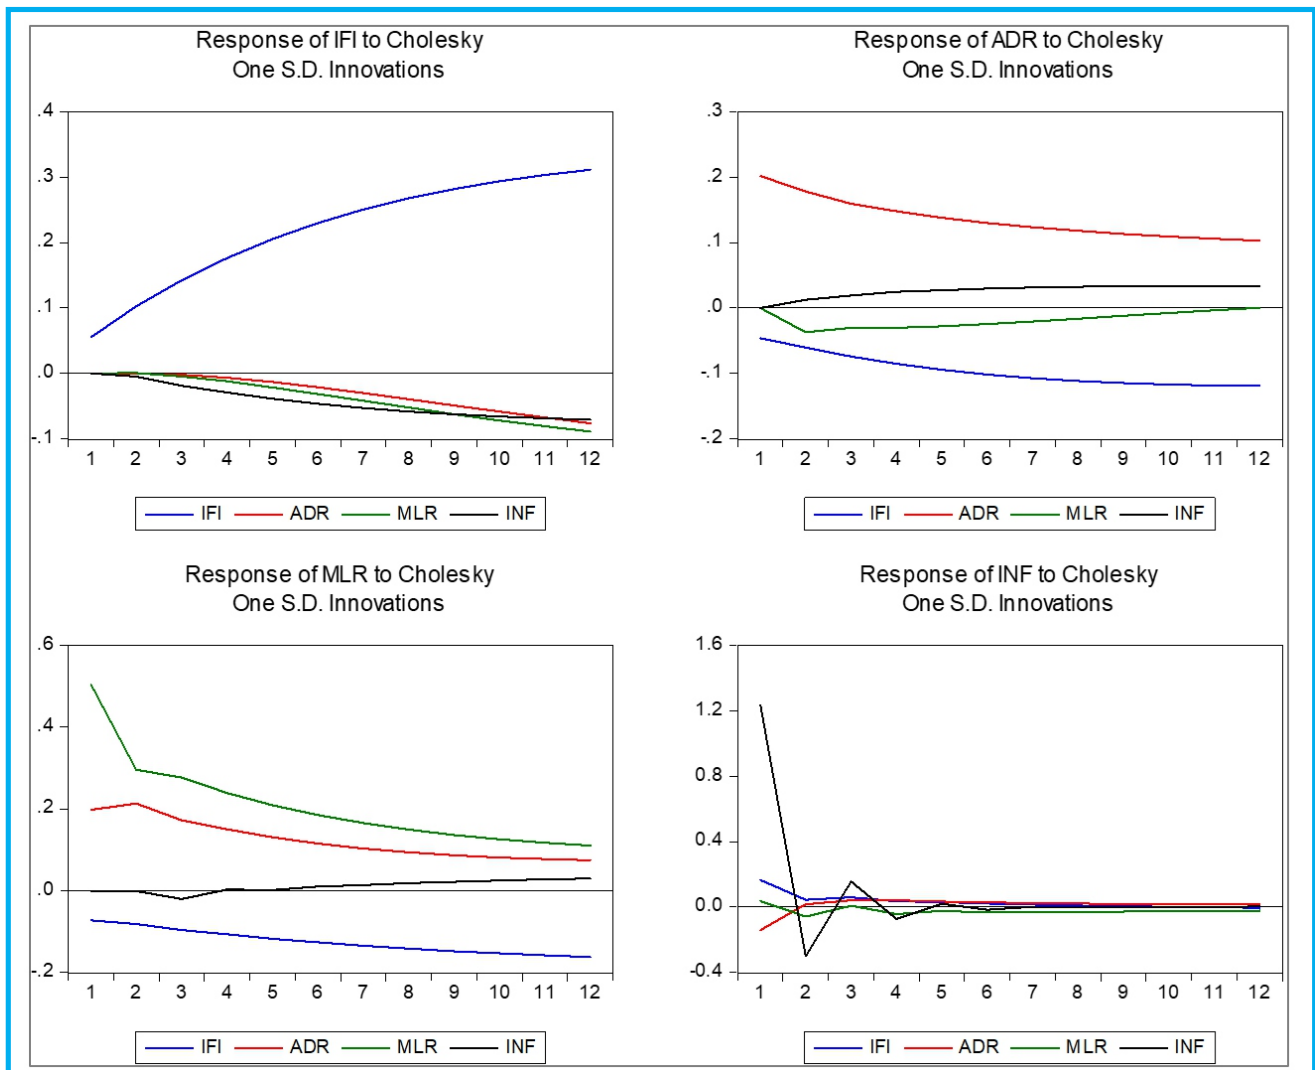 Response of IFI to Cholesky
One S.D. Innovations
.4
.3
.2
.1
.0
-.1
1 2 3 4 5 6 7 8 9 10 11 12
IFI ADR MLR INF
Response of ADR to Cholesky
One S.D. Innovations
.3
.2
.1
.0
-.1
-.2
1 2 3 4 5 6 7 8 9 10 11 12
IFI ADR MLR INF
Response of MLR to Cholesky
One S.D. Innovations
.6
.4
.2
.0
-.2
1 2 3 4 5 6 7 8 9 10 11 12
IFI ADR MLR INF
Response of INF to Cholesky
One S.D. Innovations
1.6
1.2
0.8
0.4
0.0
-0.4
1 2 3 4 5 6 7 8 9 10 11 12
IFI ADR MLR INF